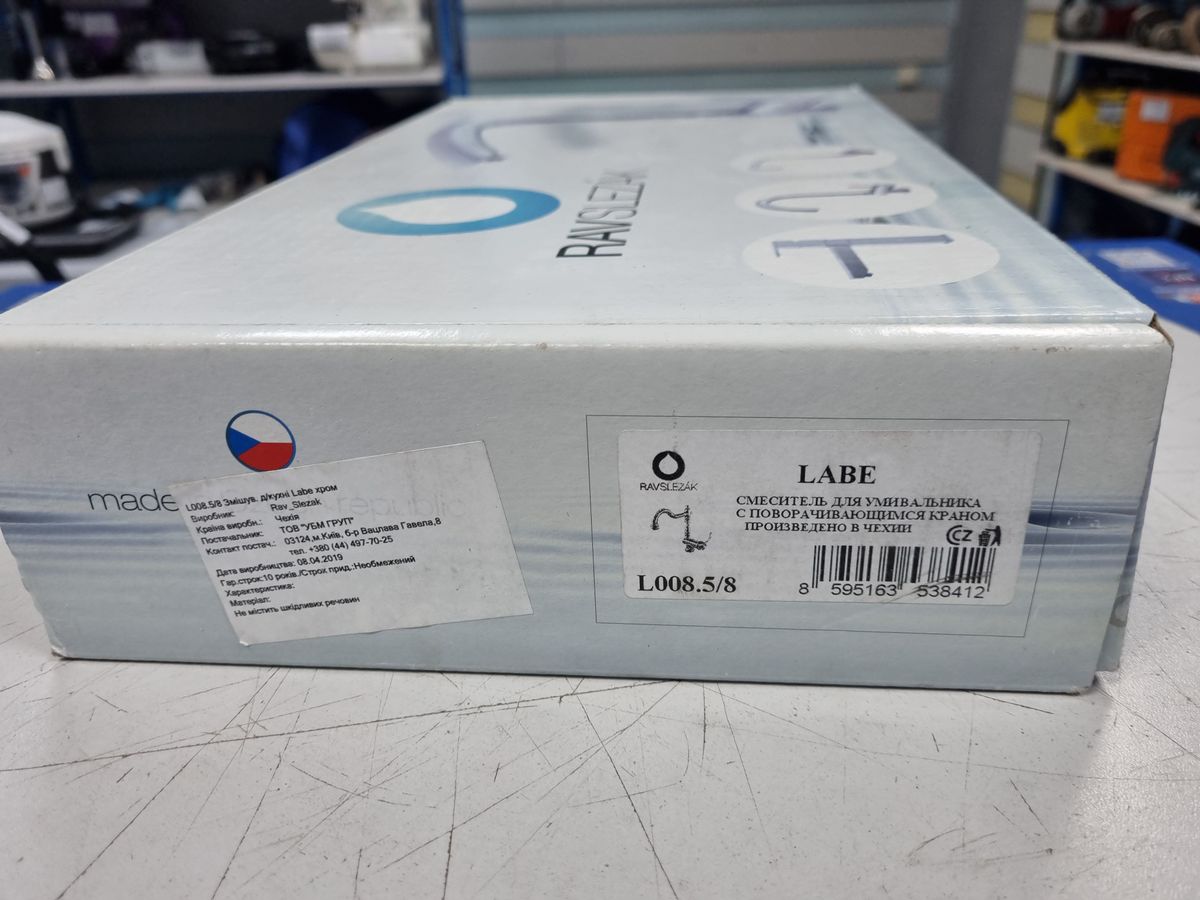 RAVSLEZÁK
made republic
L008.5/8 Змішув. д/кухні Labe хром
Виробник: Rav_Slezak
Країна виробн.: Чехія
Постачальник: ТОВ "УБМ ГРУП"
Контакт постач.: 03124,м.Київ, б-р Вацлава Гавела,8
тел. +380 (44) 497-70-25
Дата виробництва: 08.04.2019
Гар.строк:10 років./Строх прид.:Необмежений
Характеристика:
Матеріал:
Не містить шкідливих речовин
RAVSLEZÁK
LABE
СМЕСИТЕЛЬ ДЛЯ УМИВАЛЬНИКА
С ПОВОРАЧИВАЮЩИМСЯ КРАНОМ
ПРОИЗВЕДЕНО В ЧЕХИИ
CZ
L008.5/8
8 595163 538412